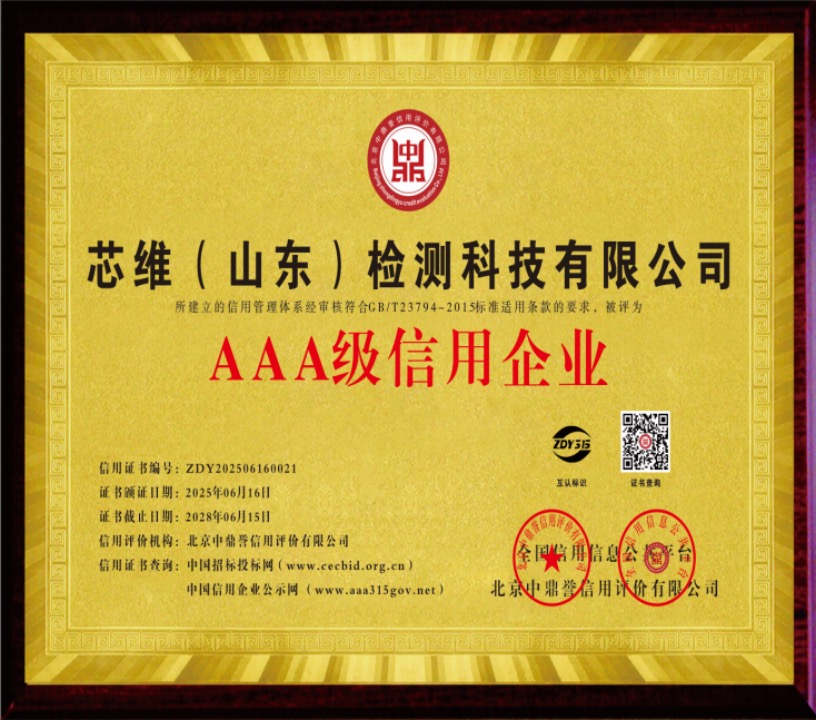 北京中鼎誉信用评价有限公司
芯维（山东）检测科技有限公司
所建立的信用管理体系经审核符合GB/T23794-2015标准适用条款的要求，被评为
AAA级信用企业
ZDY315
互认标识
证书查询
信用证书编号：ZDY202506160021
证书颁证日期：2025年06月16日
证书截止日期：2028年06月15日
信用评价机构：北京中鼎誉信用评价有限公司
信用证书查询：中国招标投标网（www.cecbid.org.cn）
中国信用企业公示网（www.aaa315gov.net）
全国信用信息公示平台
北京中鼎誉信用评价有限公司